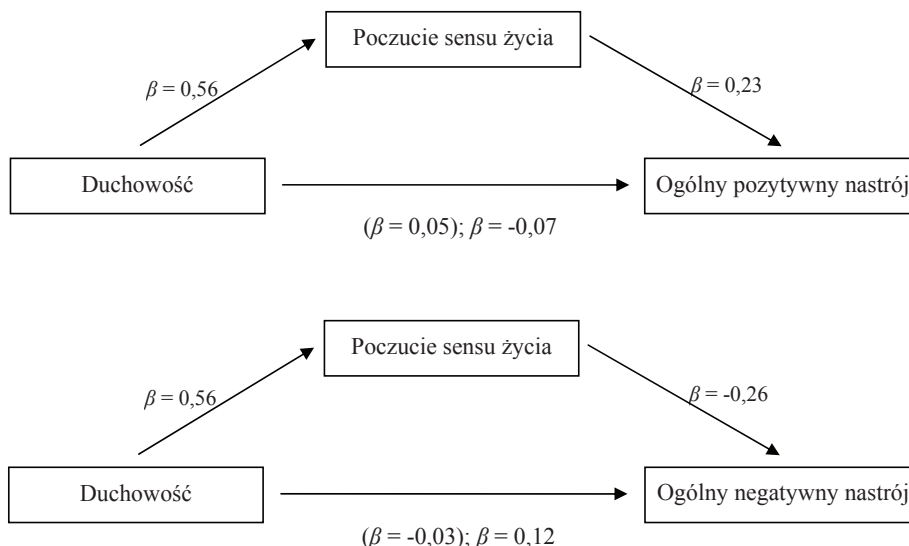 Poczucie sensu życia
β = 0,56
β = 0,23
Duchowość
Ogólny pozytywny nastrój
(β = 0,05); β = -0,07
Poczucie sensu życia
β = 0,56
β = -0,26
Duchowość
Ogólny negatywny nastrój
(β = -0,03); β = 0,12